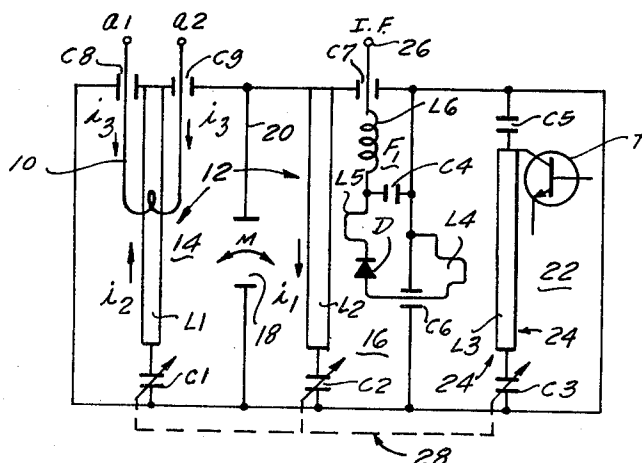 a1 a2 I.F.
26
C8 C9 C7
L6
i3 i3 20 C5 7
10 12 F1 C4
L5
14 M D L4
22
i2 18 i1
L1 L2 16 C6 L3 24
C1 C2 24 C3
28